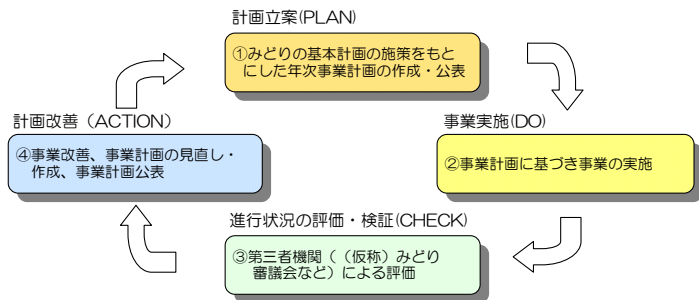 計画立案(PLAN)
①みどりの基本計画の施策をもと
にした年次事業計画の作成・公表
計画改善（ACTION）
④事業改善、事業計画の見直し・
作成、事業計画公表
事業実施(DO)
②事業計画に基づき事業の実施
進行状況の評価・検証(CHECK)
③第三者機関（（仮称）みどり
審議会など）による評価